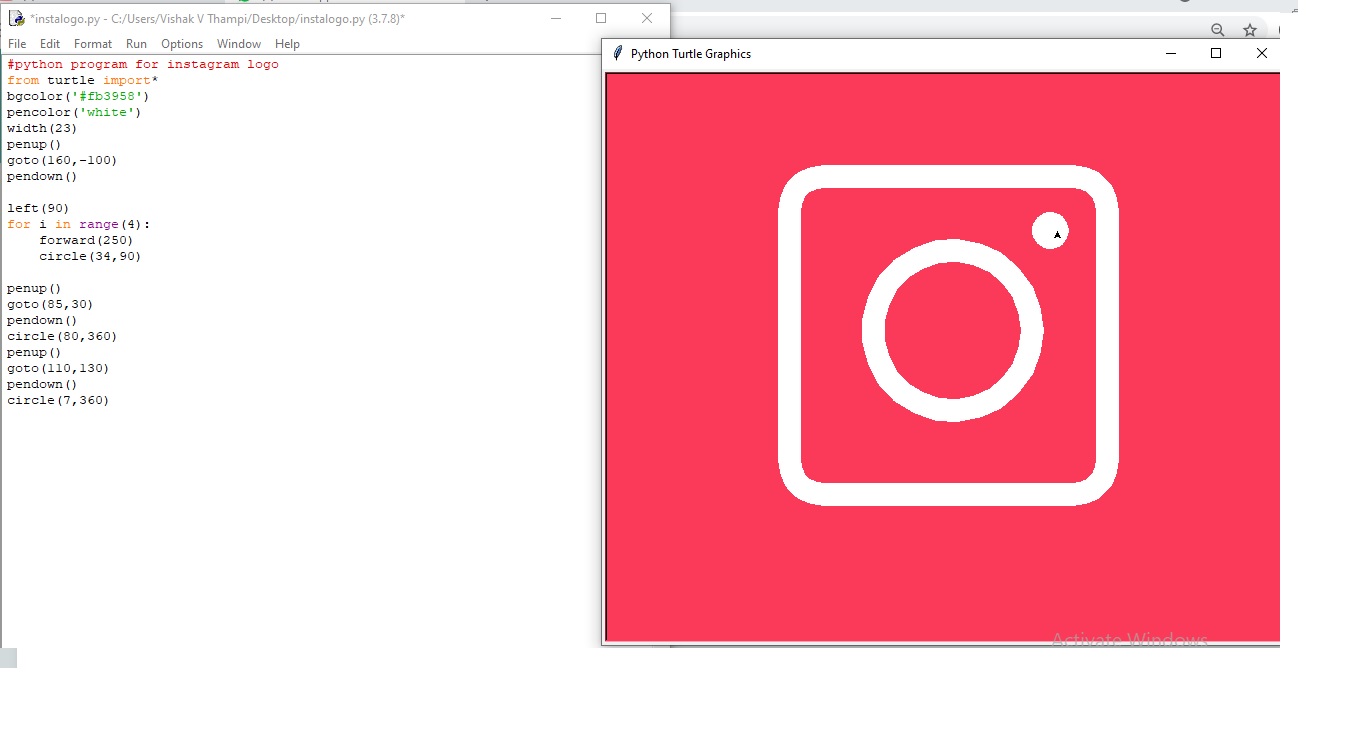 *instalogo.py - C:/Users/Vishak V Thampi/Desktop/instalogo.py (3.7.8)*
File Edit Format Run Options Window Help
#python program for instagram logo
from turtle import*
bgcolor('#fb3958')
pencolor('white')
width(23)
penup()
goto(160,-100)
pendown()
left(90)
for i in range(4):
    forward(250)
    circle(34,90)
penup()
goto(85,30)
pendown()
circle(80,360)
penup()
goto(110,130)
pendown()
circle(7,360)
Python Turtle Graphics
Activate Windows